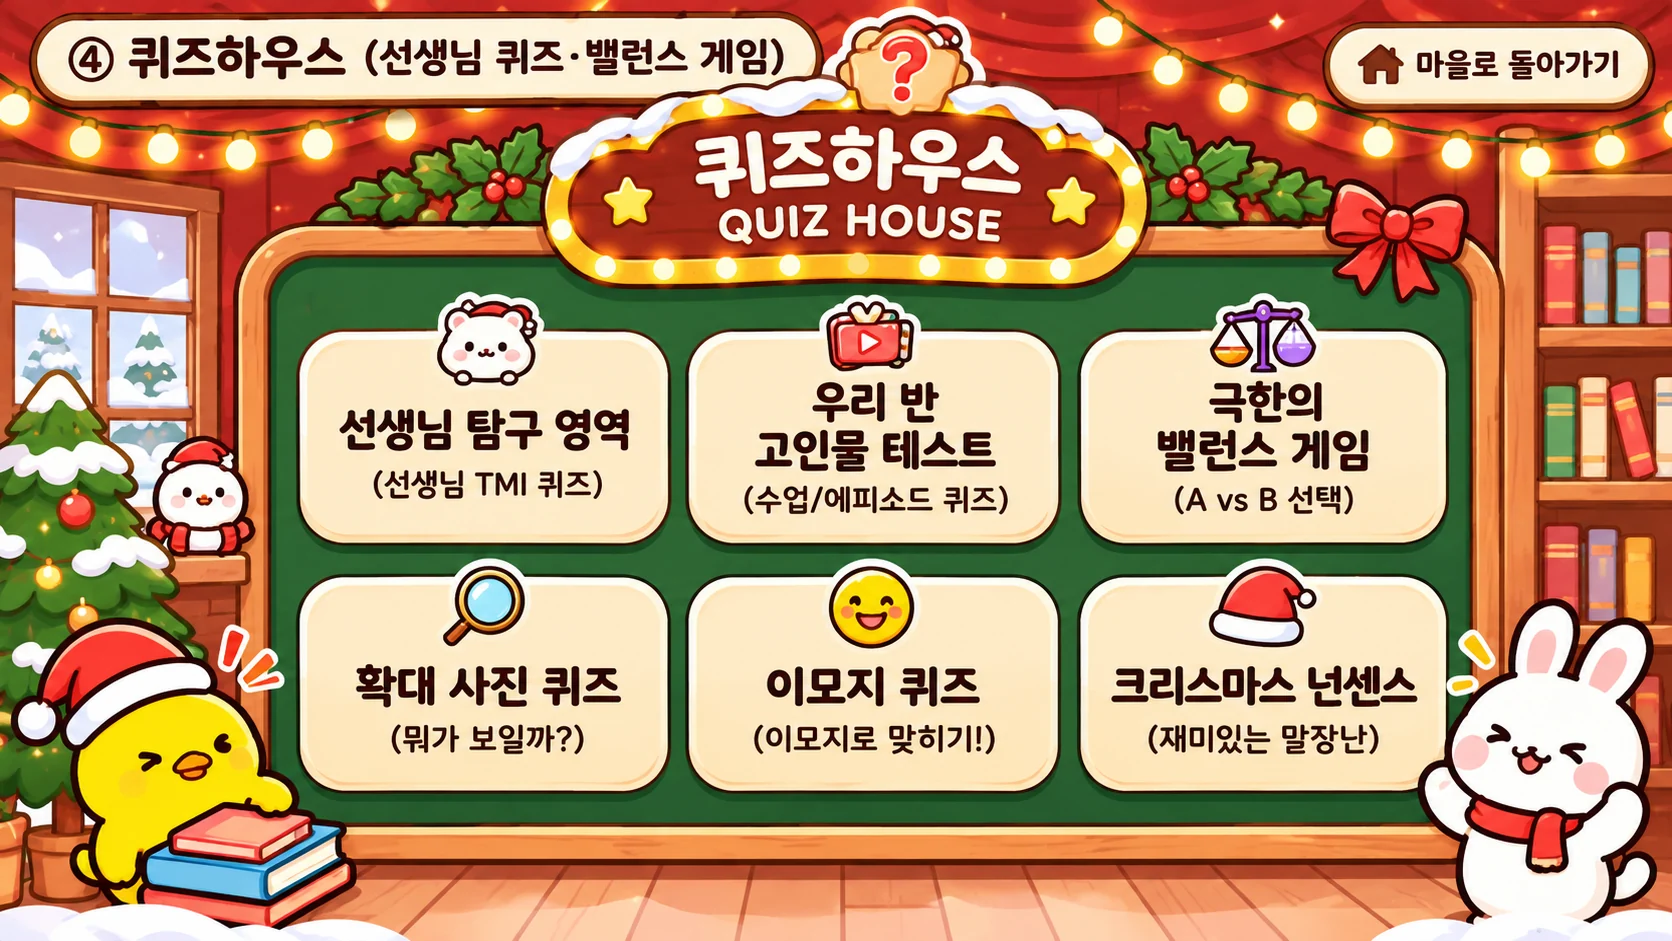 ④ 퀴즈하우스 (선생님 퀴즈·밸런스 게임)
마을로 돌아가기
?
퀴즈하우스
QUIZ HOUSE
선생님 탐구 영역
(선생님 TMI 퀴즈)
우리 반
고인물 테스트
(수업/에피소드 퀴즈)
극한의
밸런스 게임
(A vs B 선택)
확대 사진 퀴즈
(뭐가 보일까?)
이모지 퀴즈
(이모지로 맞히기!)
크리스마스 넌센스
(재미있는 말장난)